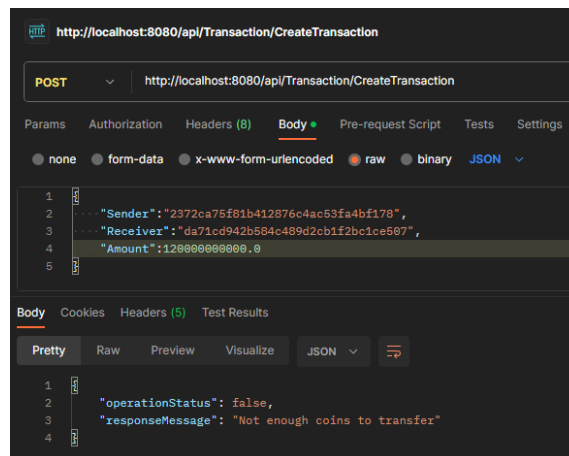 HTTP http://localhost:8080/api/Transaction/CreateTransaction
POST http://localhost:8080/api/Transaction/CreateTransaction
Params Authorization Headers (8) Body Pre-request Script Tests Settings
none form-data x-www-form-urlencoded raw binary JSON
1 {
2 ····"Sender":"2372ca75f81b412876c4ac53fa4bf178",
3 ····"Receiver":"da71cd942b584c489d2cb1f2bc1ce507",
4 ····"Amount":120000000000.0
5 }
Body Cookies Headers (5) Test Results
Pretty Raw Preview Visualize JSON
1 {
2 "operationStatus": false,
3 "responseMessage": "Not enough coins to transfer"
4 }